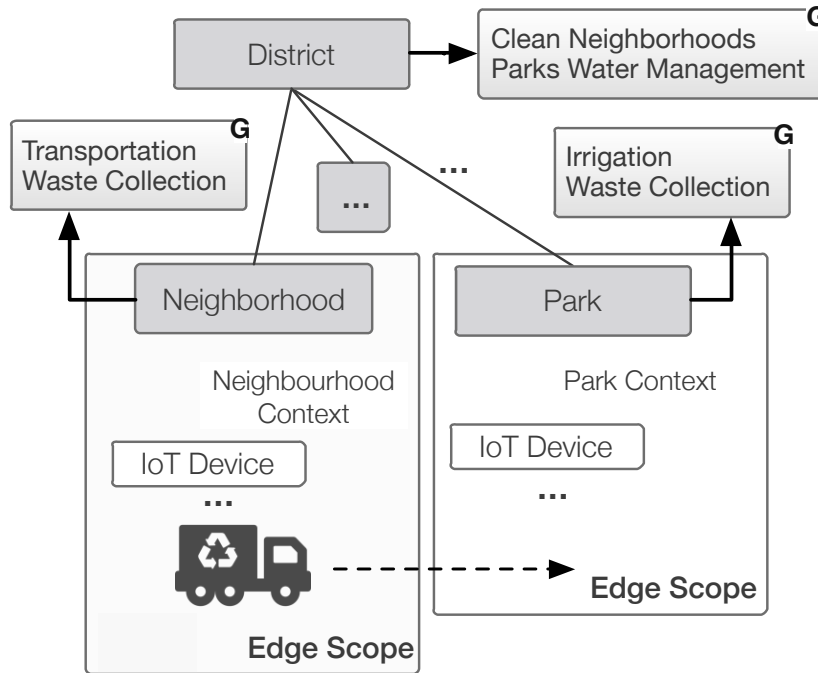 G
District
Clean Neighborhoods
Parks Water Management
G
Transportation
Waste Collection
...
...
G
Irrigation
Waste Collection
Neighborhood
Park
Neighbourhood
Context
Park Context
IoT Device
...
IoT Device
...
Edge Scope
Edge Scope